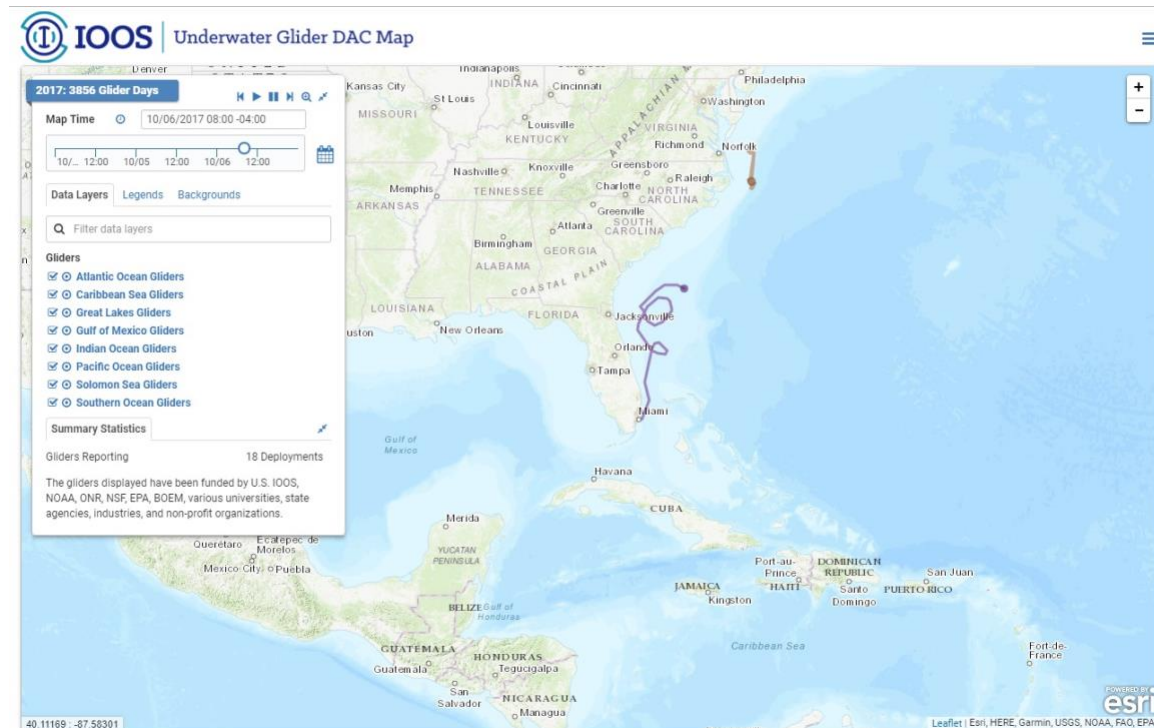 IOOS
Underwater Glider DAC Map
2017: 3856 Glider Days
Map Time
10/06/2017 08:00 -04:00
10/... 12:00 10/05 12:00 10/06 12:00
Data Layers Legends Backgrounds
Filter data layers
Gliders
Atlantic Ocean Gliders
Caribbean Sea Gliders
Great Lakes Gliders
Gulf of Mexico Gliders
Indian Ocean Gliders
Pacific Ocean Gliders
Solomon Sea Gliders
Southern Ocean Gliders
Summary Statistics
Gliders Reporting 18 Deployments
The gliders displayed have been funded by U.S. IOOS,
NOAA, ONR, NSF, EPA, BOEM, various universities, state
agencies, industries, and non-profit organizations.
+
-
Denver
Kansas City
Indianapolis
INDIANA
Cincinnati
Philadelphia
St Louis
Washington
MISSOURI
Louisville
KENTUCKY
APPALACHIAN
VIRGINIA
Richmond
Norfolk
Nashville
Knoxville
Greensboro
Raleigh
Memphis
TENNESSEE
Charlotte
NORTH
CAROLINA
ARKANSAS
Greenville
Atlanta
SOUTH
CAROLINA
Birmingham
GEORGIA
ALABAMA
COASTAL PLAIN
LOUISIANA
FLORIDA
Jacksonville
uston
New Orleans
Orlando
Tampa
Miami
Gulf of
Mexico
Havana
CUBA
Merida
Querétaro
Ecatepec de
Morelos
Mexico City
Puebla
YUCATAN
PENINSULA
Port-au-
Prince
HAITI
DOMINICAN
REPUBLIC
Santo
Domingo
San Juan
PUERTO RICO
JAMAICA
Kingston
BELIZE
Gulf of
Honduras
GUATEMALA
Guatemala
HONDURAS
Tegucigalpa
Caribbean Sea
Fort-de-
France
San
Salvador
NICARAGUA
Managua
POWERED BY
esri
40.11169 : -87.58301
Leaflet | Esri, HERE, Garmin, USGS, NOAA, FAO, EPA